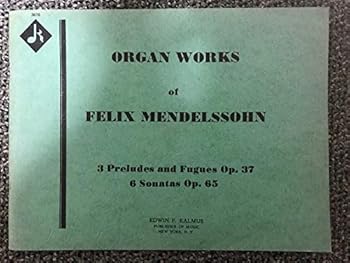 ORGAN WORKS
of
FELIX MENDELSSOHN
3 Preludes and Fugues Op. 37
6 Sonatas Op. 65
EDWIN F. KALMUS
PUBLISHER OF MUSIC
NEW YORK, N. Y.